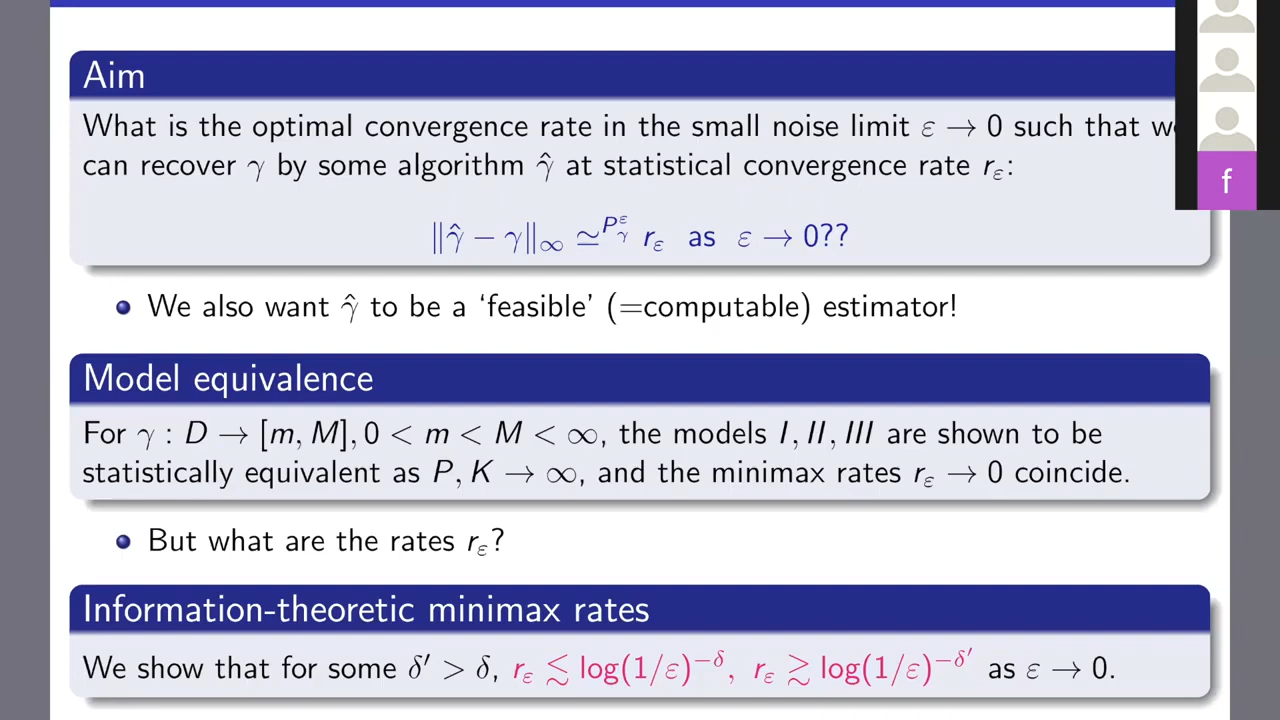 Aim
What is the optimal convergence rate in the small noise limit ε → 0 such that we
can recover γ by some algorithm γ̂ at statistical convergence rate r_ε:
‖γ̂ − γ‖_∞ ≃^{P_γ^ε} r_ε as ε → 0??
f
• We also want γ̂ to be a ‘feasible’ (=computable) estimator!
Model equivalence
For γ : D → [m, M], 0 < m < M < ∞, the models I, II, III are shown to be
statistically equivalent as P, K → ∞, and the minimax rates r_ε → 0 coincide.
• But what are the rates r_ε?
Information-theoretic minimax rates
We show that for some δ′ > δ, r_ε ≲ log(1/ε)^{−δ}, r_ε ≳ log(1/ε)^{−δ′} as ε → 0.